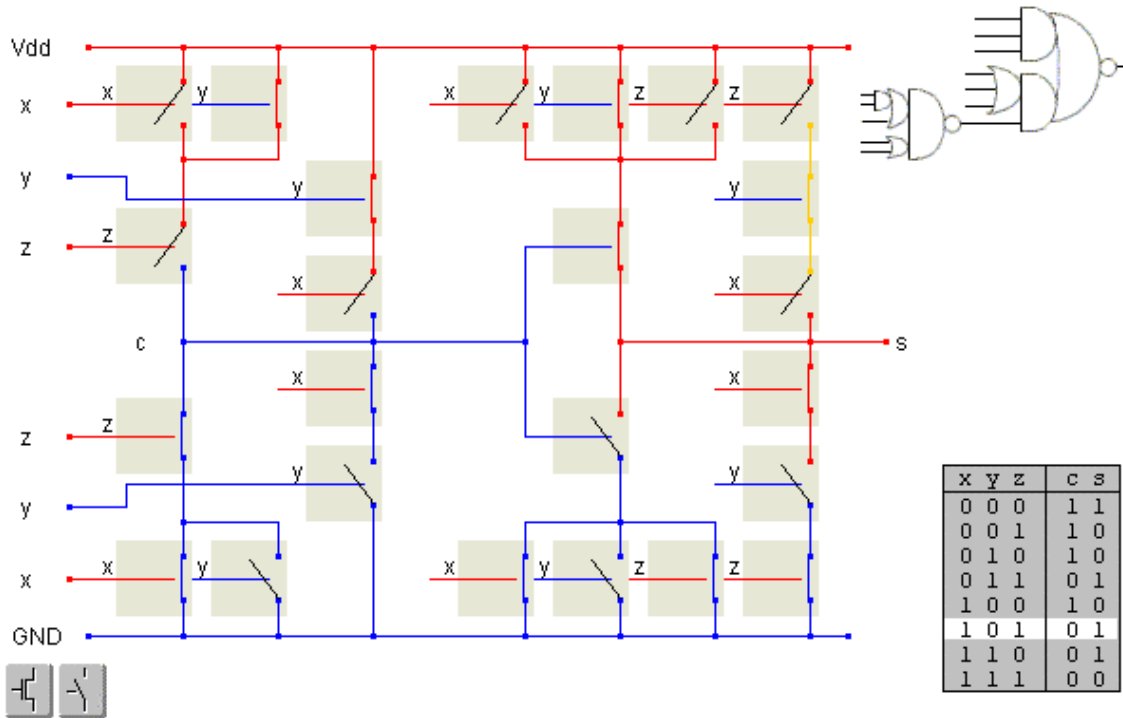 Vdd
x x y x y z z
y y y
z z
x x
c s
x x
z z
y y y
x x y x y z z
GND
x y z c s
0 0 0 1 1
0 0 1 1 0
0 1 0 1 0
0 1 1 0 1
1 0 0 1 0
1 0 1 0 1
1 1 0 0 1
1 1 1 0 0